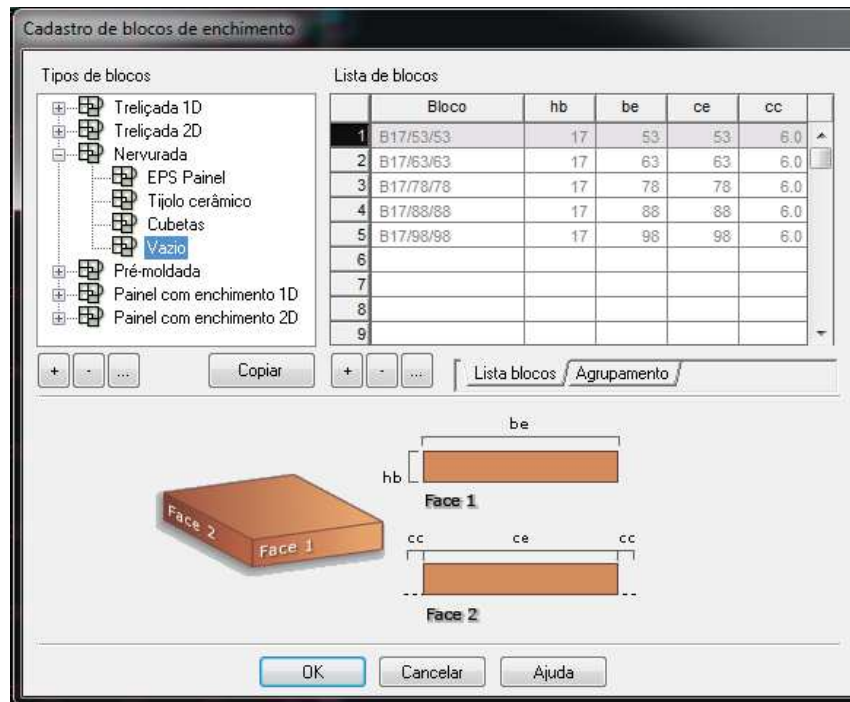 Cadastro de blocos de enchimento
Tipos de blocos
Treliçada 1D
Treliçada 2D
Nervurada
EPS Painel
Tijolo cerâmico
Cubetas
Vazio
Pré-moldada
Painel com enchimento 1D
Painel com enchimento 2D
+ - ... Copiar
Lista de blocos
Bloco hb be ce cc
1 B17/53/53 17 53 53 6.0
2 B17/63/63 17 63 63 6.0
3 B17/78/78 17 78 78 6.0
4 B17/88/88 17 88 88 6.0
5 B17/98/98 17 98 98 6.0
6
7
8
9
+ - ... Lista blocos Agrupamento
be
hb
Face 1
Face 2
Face 1
cc ce cc
Face 2
OK Cancelar Ajuda